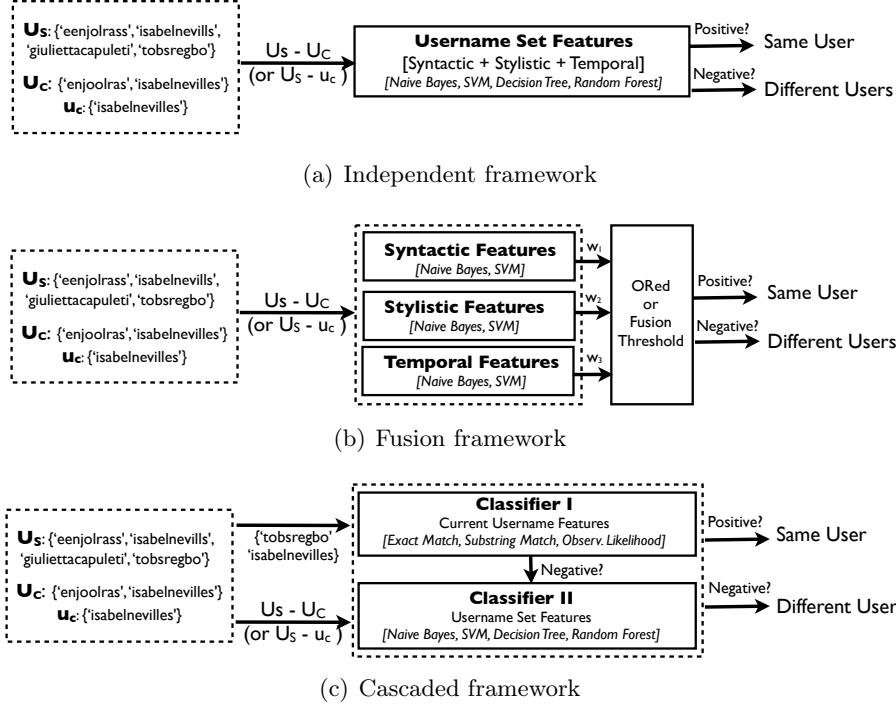 Us: {'eenjolrass','isabelnevills',
'giuliettacapuleti','tobsregbo'}
Uc: {'enjoolras','isabelnevilles'}
uc: {'isabelnevilles'}
Us - UC
(or US - uc)
Username Set Features
[Syntactic + Stylistic + Temporal]
[Naive Bayes, SVM, Decision Tree, Random Forest]
Positive?
Same User
Negative?
Different Users
(a) Independent framework
Us: {'eenjolrass','isabelnevills',
'giuliettacapuleti','tobsregbo'}
Uc: {'enjoolras','isabelnevilles'}
uc: {'isabelnevilles'}
Us - UC
(or US - uc)
Syntactic Features
[Naive Bayes, SVM]
Stylistic Features
[Naive Bayes, SVM]
Temporal Features
[Naive Bayes, SVM]
w1
w2
w3
ORed
or
Fusion
Threshold
Positive?
Same User
Negative?
Different Users
(b) Fusion framework
Us: {'eenjolrass','isabelnevills',
'giuliettacapuleti','tobsregbo'}
Uc: {'enjoolras','isabelnevilles'}
uc: {'isabelnevilles'}
{'tobsregbo'
'isabelnevilles}
Us - UC
(or US - uc)
Classifier I
Current Username Features
[Exact Match, Substring Match, Observ. Likelihood]
Negative?
Classifier II
Username Set Features
[Naive Bayes, SVM, Decision Tree, Random Forest]
Positive?
Same User
Negative?
Different User
(c) Cascaded framework